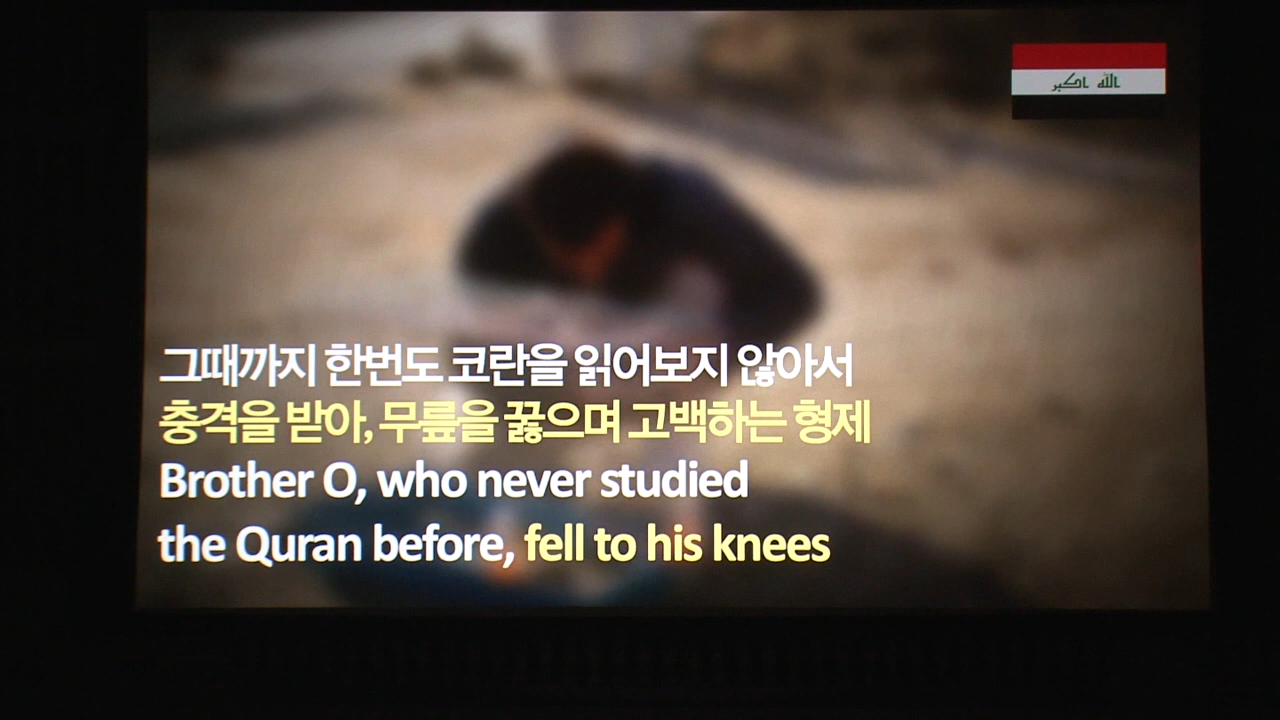 الله اكبر
그때까지 한번도 코란을 읽어보지 않아서
충격을 받아, 무릎을 꿇으며 고백하는 형제
Brother O, who never studied
the Quran before, fell to his knees